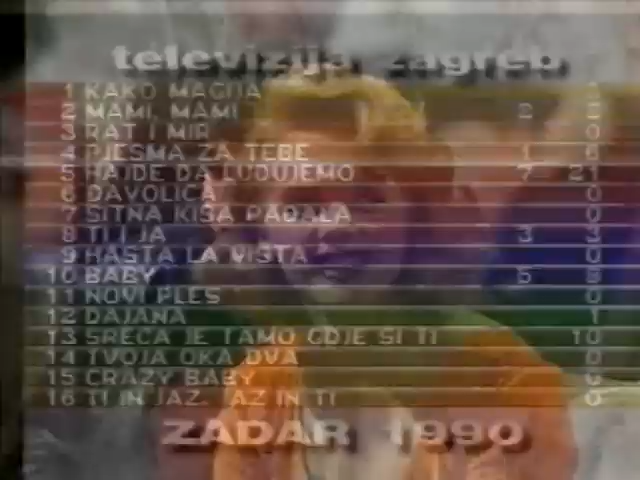 televizija zagreb
1 KAKO MAGIJA
2 MAMI, MAMI 2 2
3 RAT I MIR 0
4 PJESMA ZA TEBE 1
5 HAJDE DA LUDUJEMO 7 21
6 ĐAVOLICA 0
7 SITNA KIŠA PADALA 0
8 TI I JA 3 3
9 HASTA LA VISTA 0
10 BABY 5 8
11 NOVI PLES 0
12 DAJANA 1
13 SREĆA JE TAMO GDJE SI TI 10
14 TVOJA OKA DVA 0
15 CRAZY BABY
16 TI IN JAZ, JAZ IN TI 0
ZADAR 1990